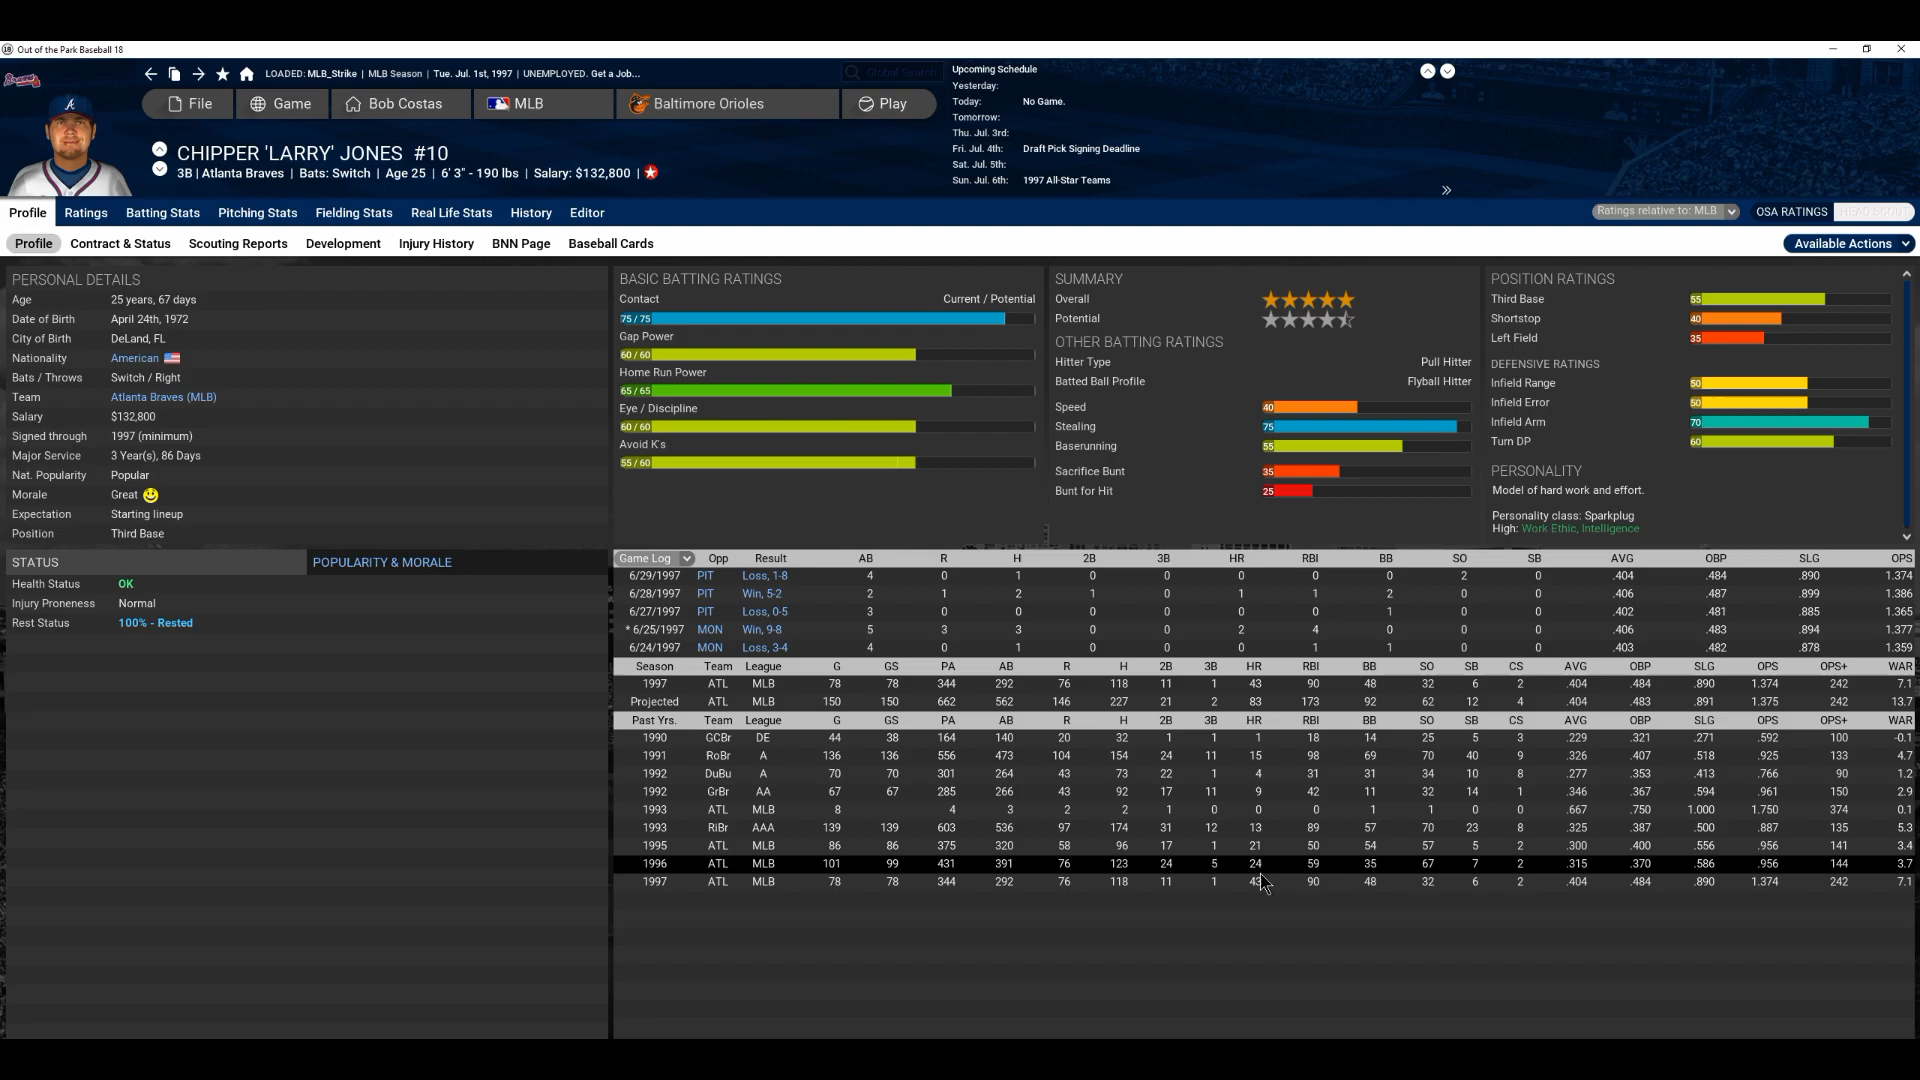 Out of the Park Baseball 18
LOADED: MLB_Strike | MLB Season | Tue. Jul. 1st, 1997 | UNEMPLOYED. Get a Job...
Global Search
File
Game
Bob Costas
MLB
Baltimore Orioles
Play
Upcoming Schedule
Yesterday:
Today: No Game.
Tomorrow:
Thu. Jul. 3rd:
Fri. Jul. 4th: Draft Pick Signing Deadline
Sat. Jul. 5th:
Sun. Jul. 6th: 1997 All-Star Teams
CHIPPER 'LARRY' JONES #10
3B | Atlanta Braves | Bats: Switch | Age 25 | 6' 3" - 190 lbs | Salary: $132,800 |
Profile Ratings Batting Stats Pitching Stats Fielding Stats Real Life Stats History Editor
Ratings relative to: MLB
OSA RATINGS
Profile Contract & Status Scouting Reports Development Injury History BNN Page Baseball Cards
Available Actions
PERSONAL DETAILS
Age 25 years, 67 days
Date of Birth April 24th, 1972
City of Birth DeLand, FL
Nationality American
Bats / Throws Switch / Right
Team Atlanta Braves (MLB)
Salary $132,800
Signed through 1997 (minimum)
Major Service 3 Year(s), 86 Days
Nat. Popularity Popular
Morale Great
Expectation Starting lineup
Position Third Base
STATUS
POPULARITY & MORALE
Health Status OK
Injury Proneness Normal
Rest Status 100% - Rested
BASIC BATTING RATINGS
Contact Current / Potential
75 / 75
Gap Power
60 / 60
Home Run Power
65 / 65
Eye / Discipline
60 / 60
Avoid K's
55 / 60
SUMMARY
Overall
Potential
OTHER BATTING RATINGS
Hitter Type Pull Hitter
Batted Ball Profile Flyball Hitter
Speed 40
Stealing 75
Baserunning 55
Sacrifice Bunt 35
Bunt for Hit 25
POSITION RATINGS
Third Base 55
Shortstop 40
Left Field 35
DEFENSIVE RATINGS
Infield Range 50
Infield Error 50
Infield Arm 70
Turn DP 60
PERSONALITY
Model of hard work and effort.
Personality class: Sparkplug
High: Work Ethic, Intelligence
Game Log Opp Result AB R H 2B 3B HR RBI BB SO SB AVG OBP SLG OPS
6/29/1997 PIT Loss, 1-8 4 0 1 0 0 0 0 0 2 0 .404 .484 .890 1.374
6/28/1997 PIT Win, 5-2 2 1 2 1 0 1 1 2 0 0 .406 .487 .899 1.386
6/27/1997 PIT Loss, 0-5 3 0 0 0 0 0 0 1 0 0 .402 .481 .885 1.365
* 6/25/1997 MON Win, 9-8 5 3 3 0 0 2 4 0 0 0 .406 .483 .894 1.377
6/24/1997 MON Loss, 3-4 4 0 1 0 0 0 1 1 0 0 .403 .482 .878 1.359
Season Team League G GS PA AB R H 2B 3B HR RBI BB SO SB CS AVG OBP SLG OPS OPS+ WAR
1997 ATL MLB 78 78 344 292 76 118 11 1 43 90 48 32 6 2 .404 .484 .890 1.374 242 7.1
Projected ATL MLB 150 150 662 562 146 227 21 2 83 173 92 62 12 4 .404 .483 .891 1.375 242 13.7
Past Yrs. Team League G GS PA AB R H 2B 3B HR RBI BB SO SB CS AVG OBP SLG OPS OPS+ WAR
1990 GCBr DE 44 38 164 140 20 32 1 1 1 18 14 25 5 3 .229 .321 .271 .592 100 -0.1
1991 RoBr A 136 136 556 473 104 154 24 11 15 98 69 70 40 9 .326 .407 .518 .925 133 4.7
1992 DuBu A 70 70 301 264 43 73 22 1 4 31 31 34 10 8 .277 .353 .413 .766 90 1.2
1992 GrBr AA 67 67 285 266 43 92 17 11 9 42 11 32 14 1 .346 .367 .594 .961 150 2.9
1993 ATL MLB 8 4 3 2 2 1 0 0 0 1 1 0 0 .667 .750 1.000 1.750 374 0.1
1993 RiBr AAA 139 139 603 536 97 174 31 12 13 89 57 70 23 8 .325 .387 .500 .887 135 5.3
1995 ATL MLB 86 86 375 320 58 96 17 1 21 50 54 57 5 2 .300 .400 .556 .956 141 3.4
1996 ATL MLB 101 99 431 391 76 123 24 5 24 59 35 67 7 2 .315 .370 .586 .956 144 3.7
1997 ATL MLB 78 78 344 292 76 118 11 1 43 90 48 32 6 2 .404 .484 .890 1.374 242 7.1